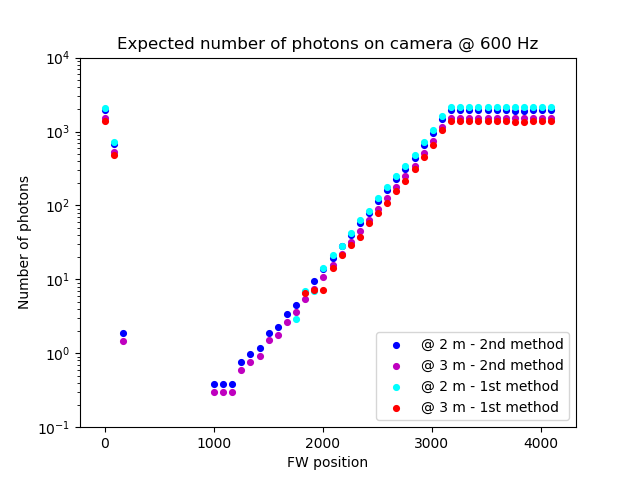 Expected number of photons on camera @ 600 Hz
Number of photons
10^4
10^3
10^2
10^1
10^0
10^-1
@ 2 m - 2nd method
@ 3 m - 2nd method
@ 2 m - 1st method
@ 3 m - 1st method
0 1000 2000 3000 4000
FW position